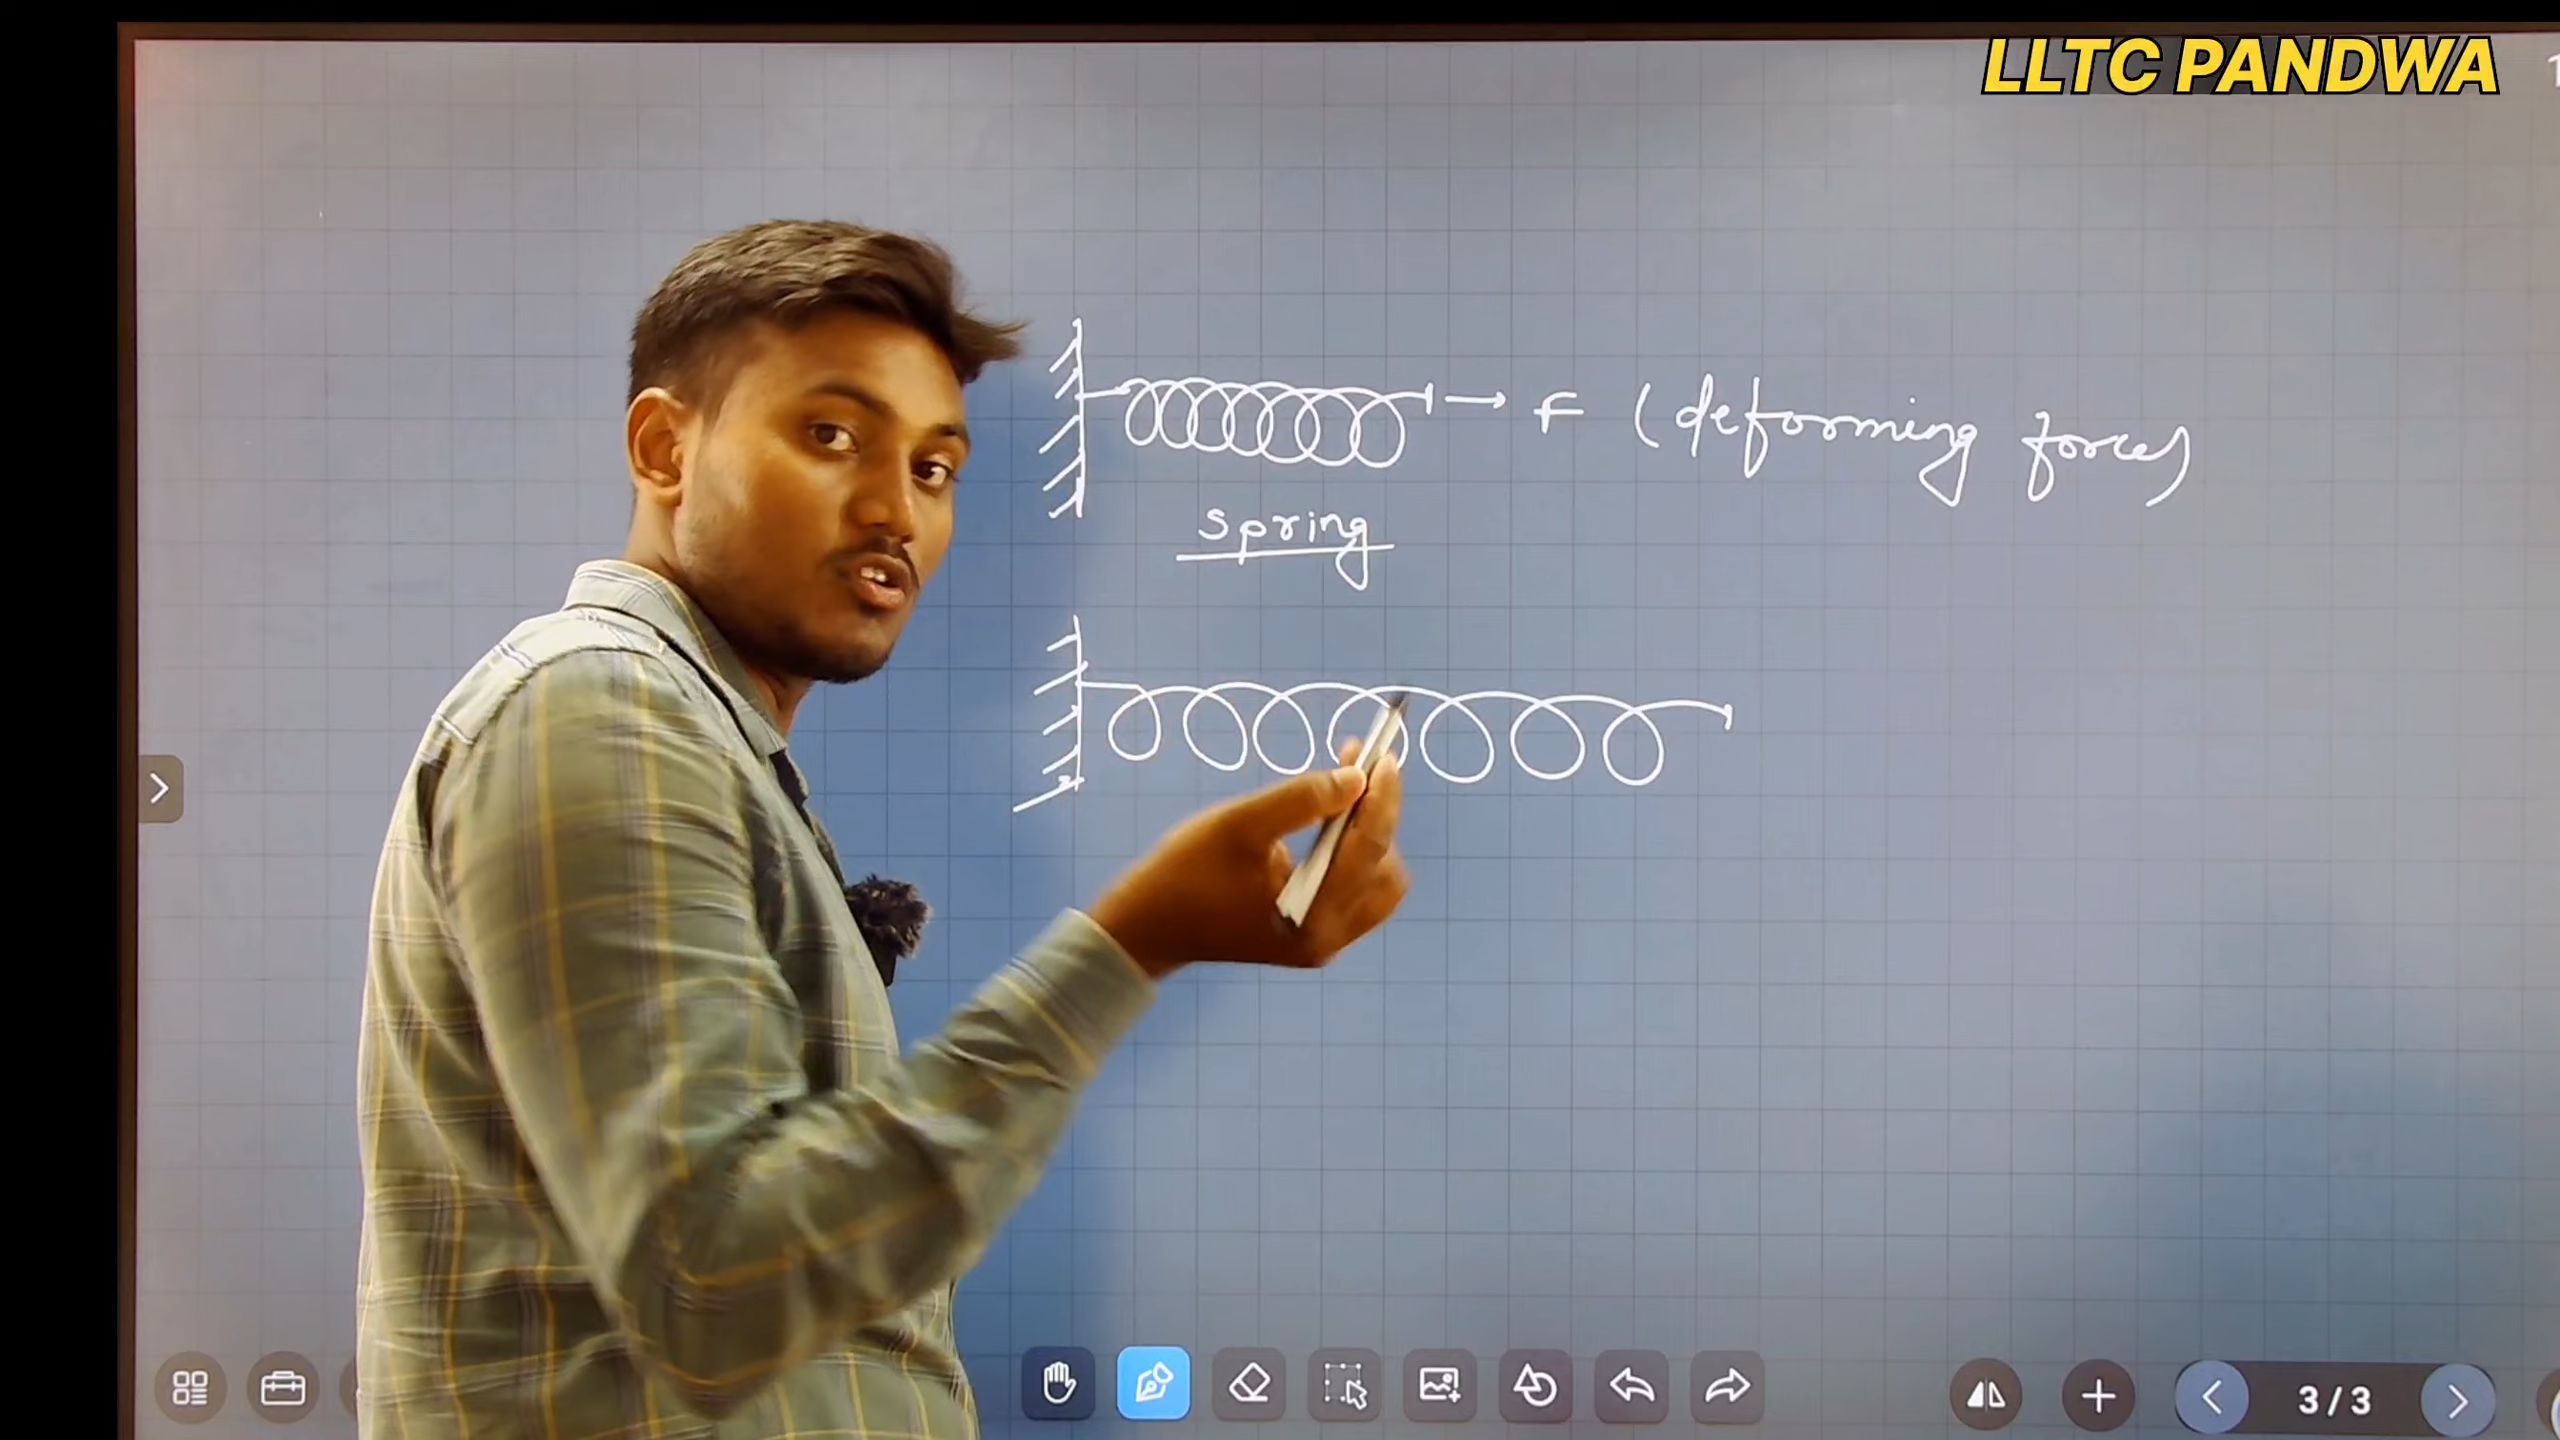 LLTC PANDWA
F (deforming force)
spring
3/3